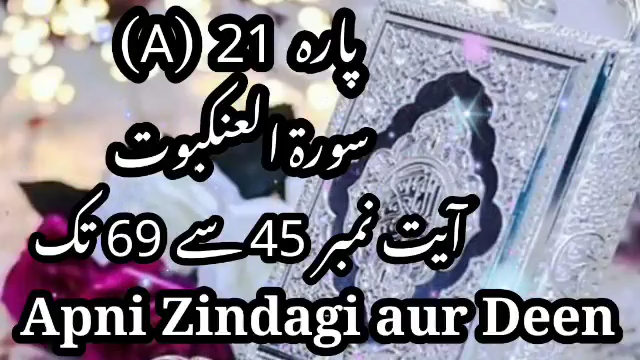 پارہ 21 (A)
سورۃ العنکبوت
آیت نمبر 45 سے 69 تک
Apni Zindagi aur Deen